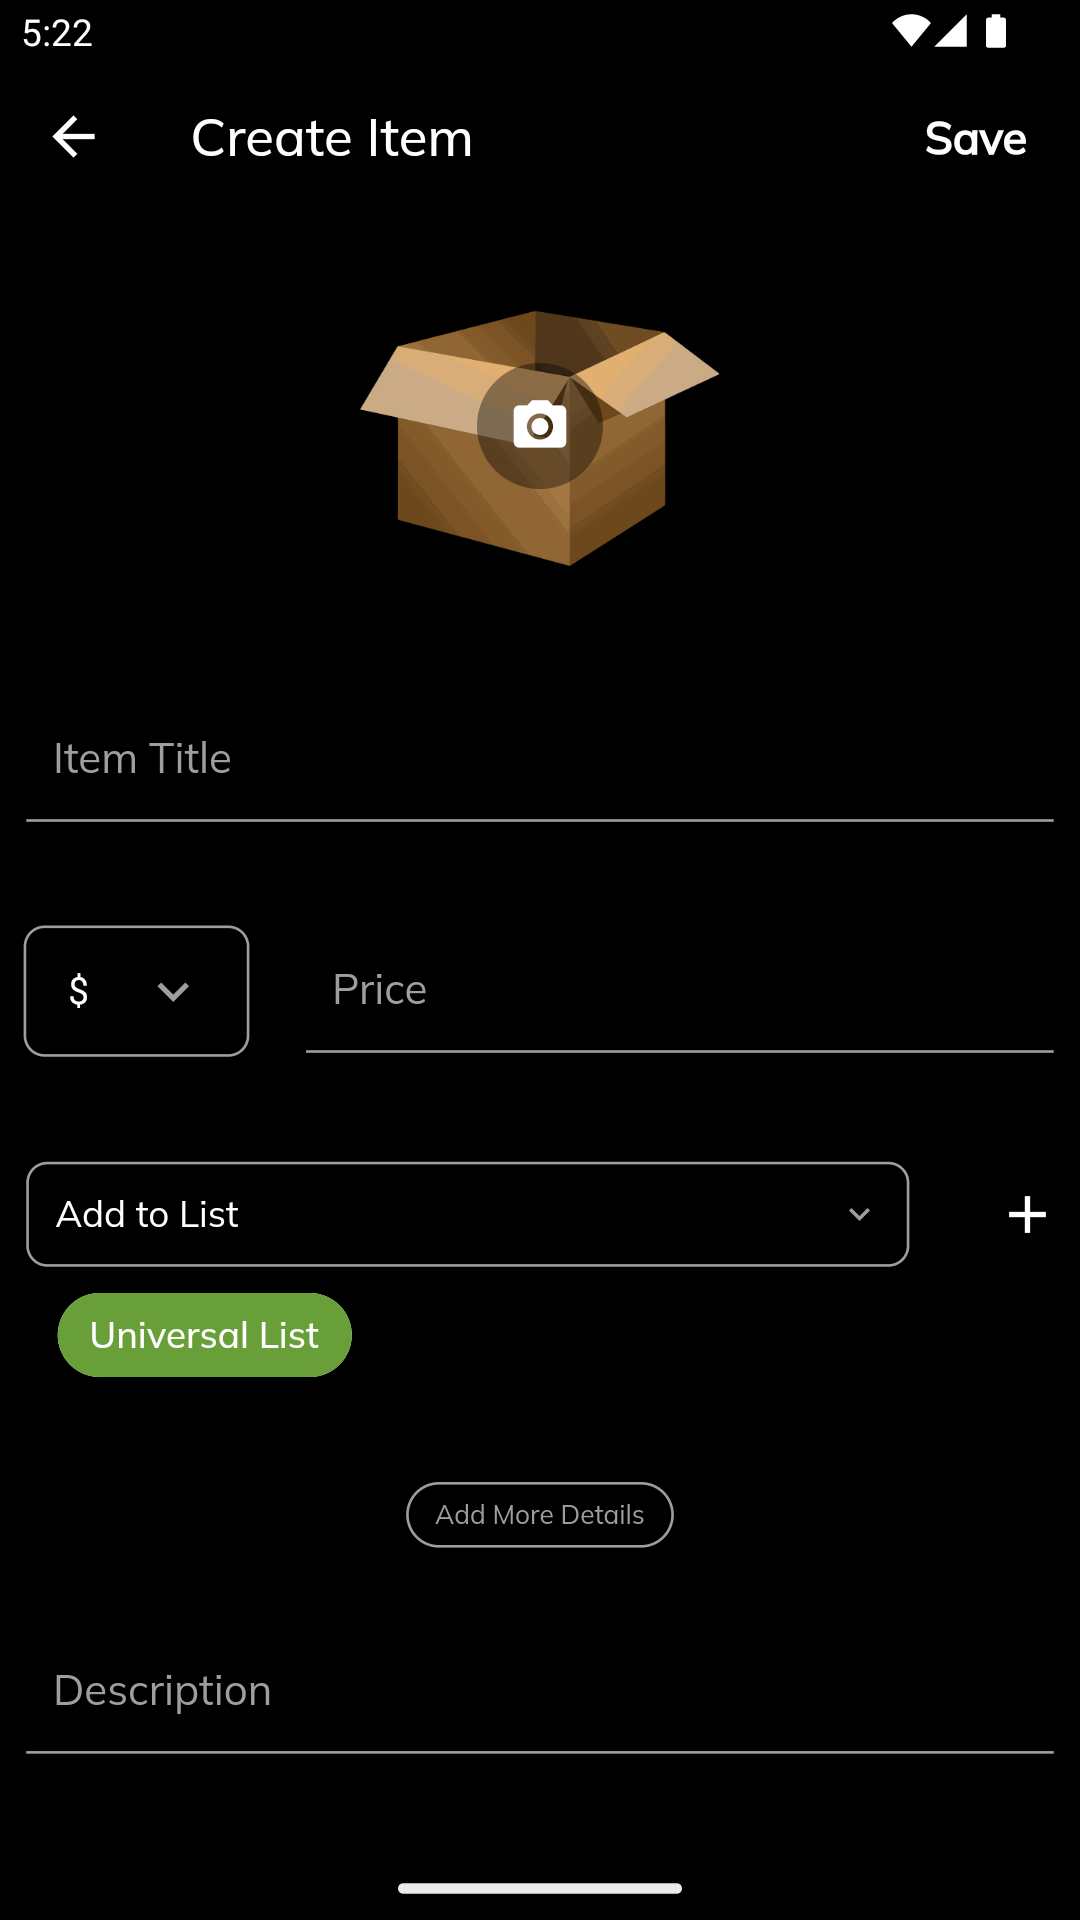 5:22
Create Item
Save
Item Title
$
Price
Add to List
Universal List
Add More Details
Description